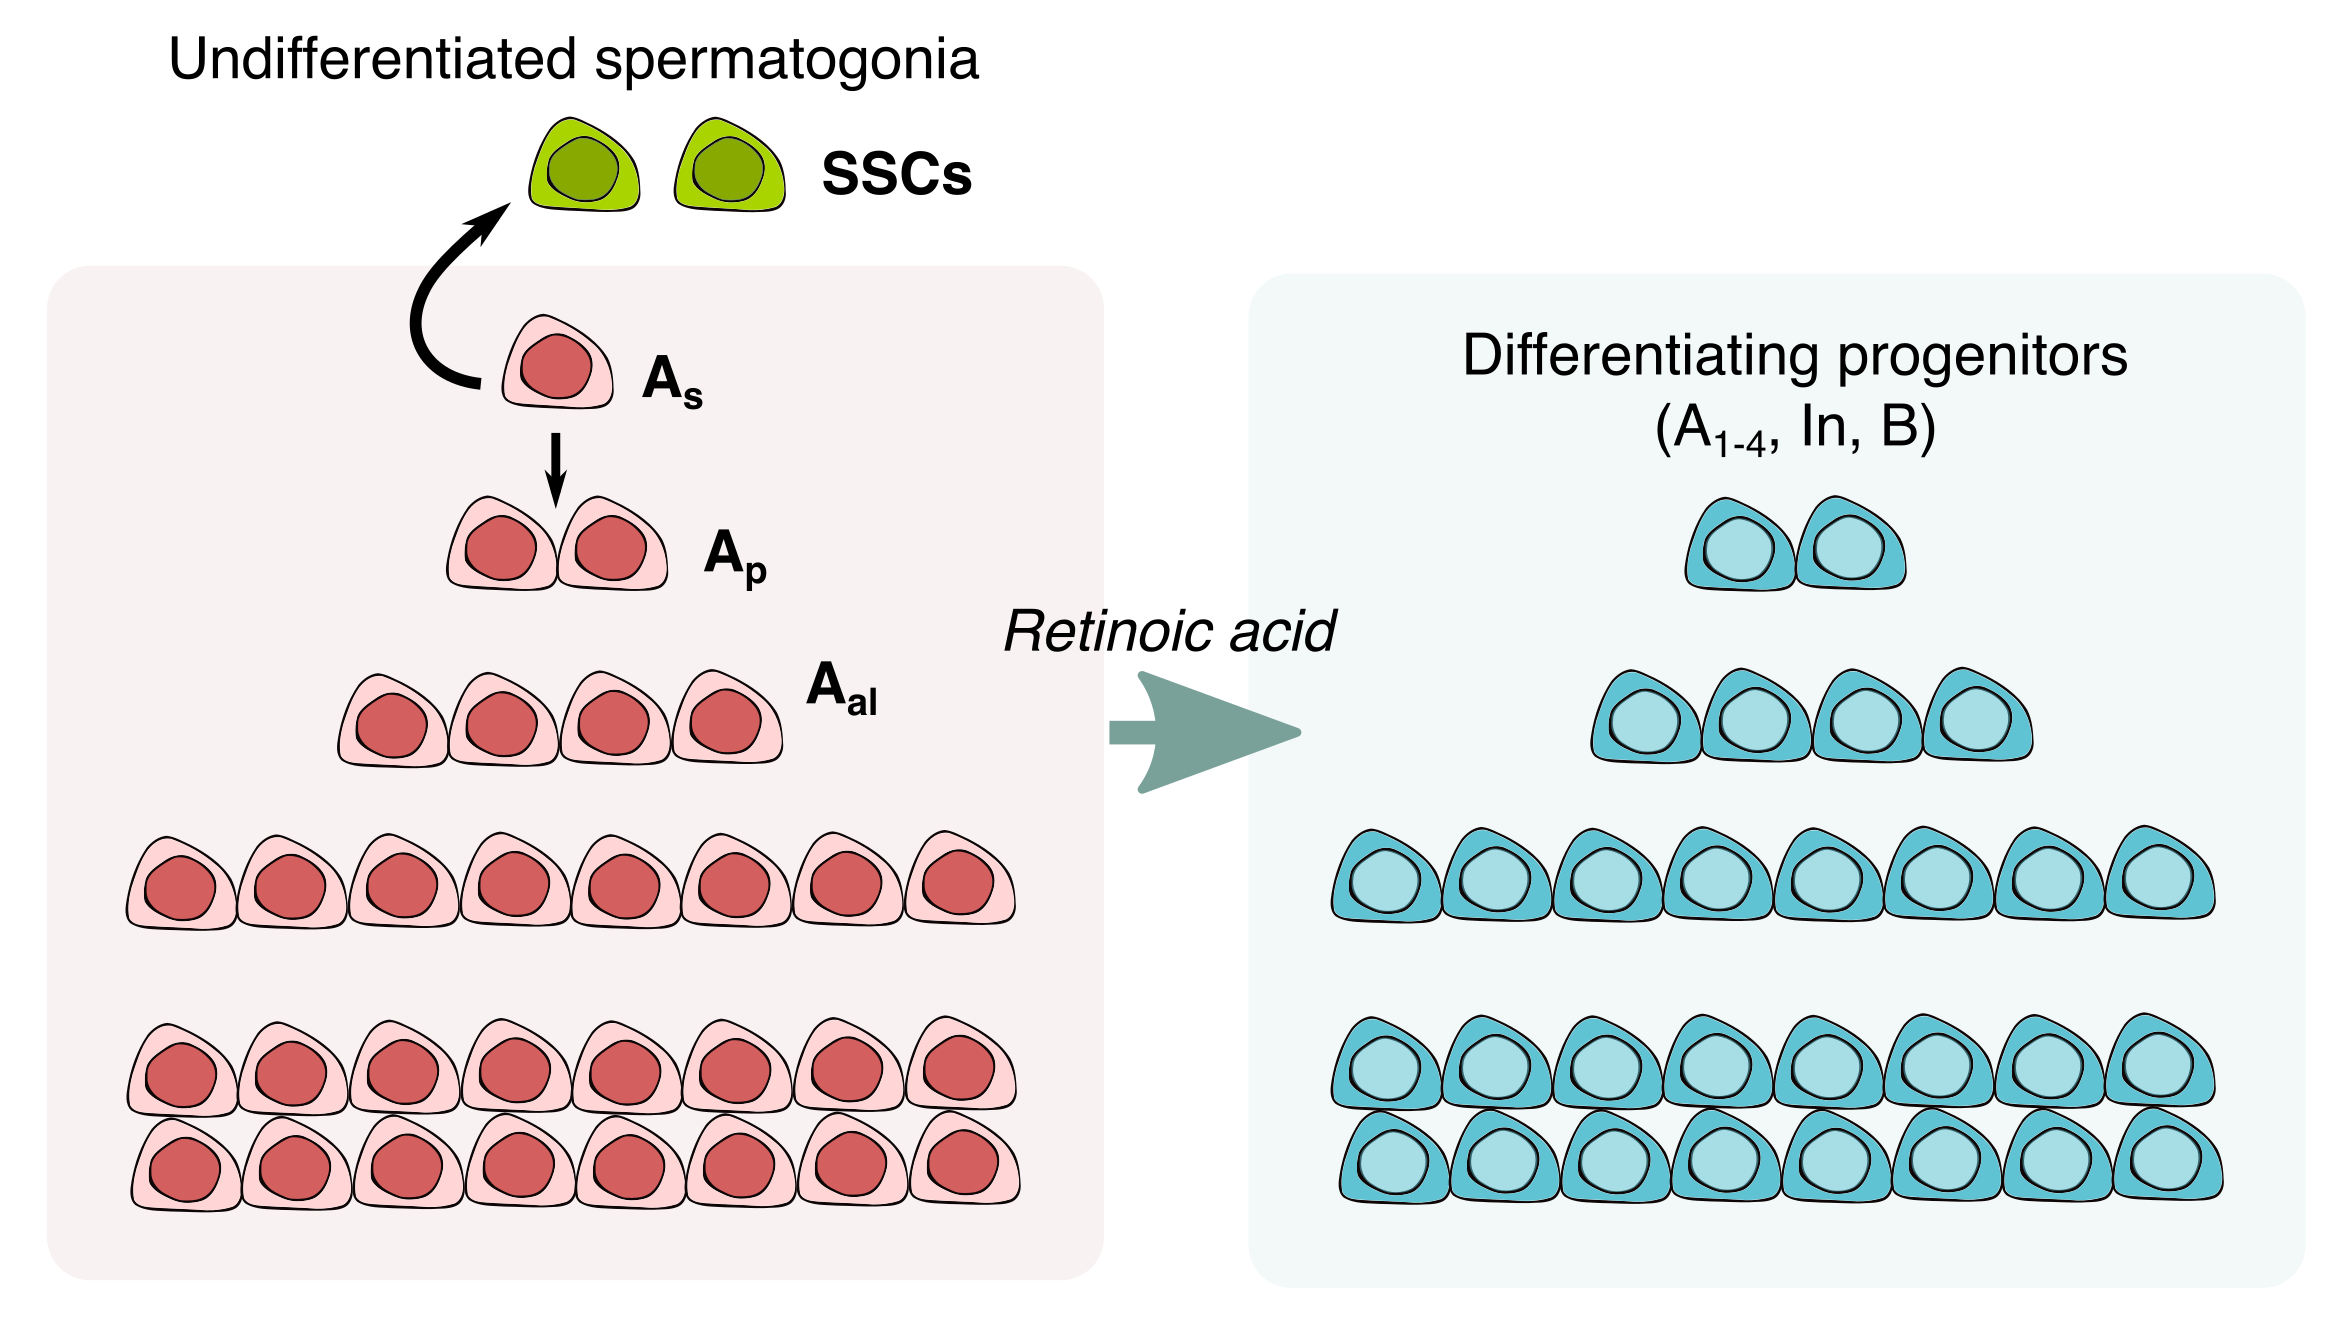 Undifferentiated spermatogonia
SSCs
As
Ap
Aal
Retinoic acid
Differentiating progenitors
(A1-4, In, B)